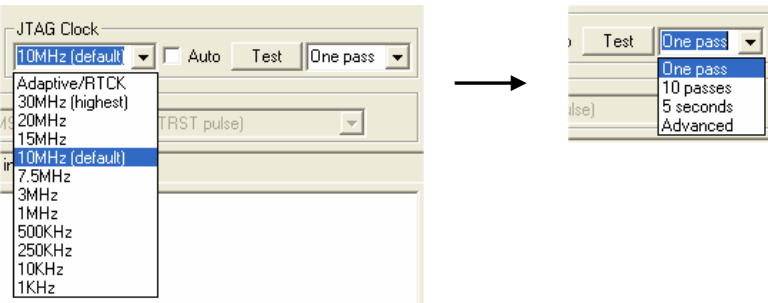 JTAG Clock
10MHz (default) Auto Test One pass
Adaptive/RTCK
30MHz (highest)
20MHz
TRST pulse)
15MHz
10MHz (default)
in
7.5MHz
3MHz
1MHz
500KHz
250KHz
10KHz
1KHz
Test One pass
One pass
10 passes
5 seconds
ulse)
Advanced